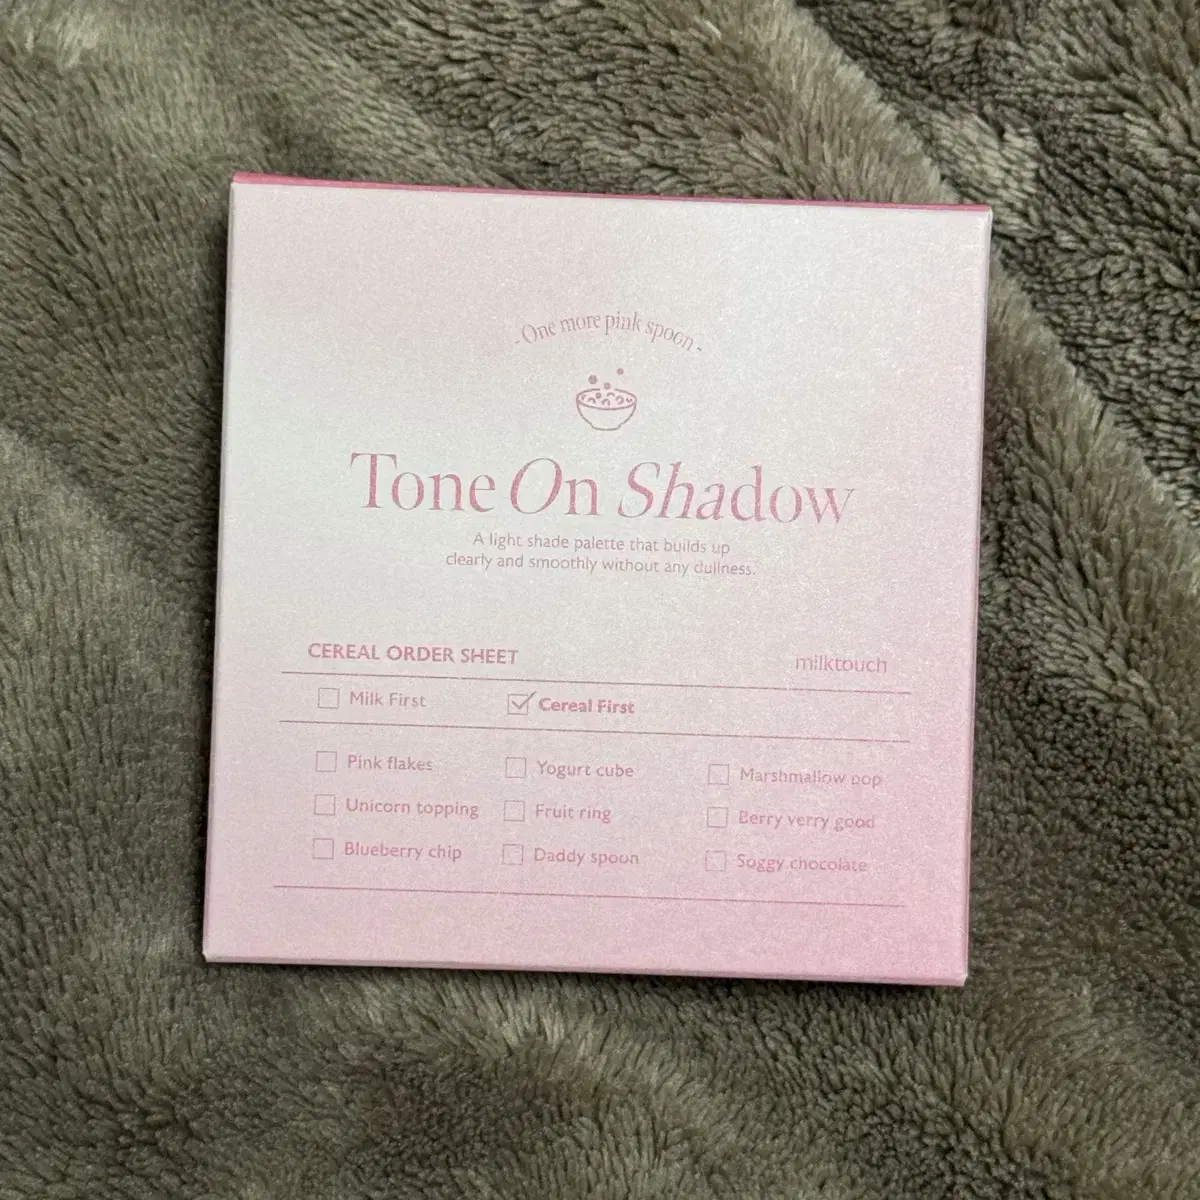 - One more pink spoon -
Tone On Shadow
A light shade palette that builds up
clearly and smoothly without any dullness.
CEREAL ORDER SHEET
milktouch
Milk First
Cereal First
Pink flakes
Yogurt cube
Marshmallow pop
Unicorn topping
Fruit ring
Berry verry good
Blueberry chip
Daddy spoon
Soggy chocolate